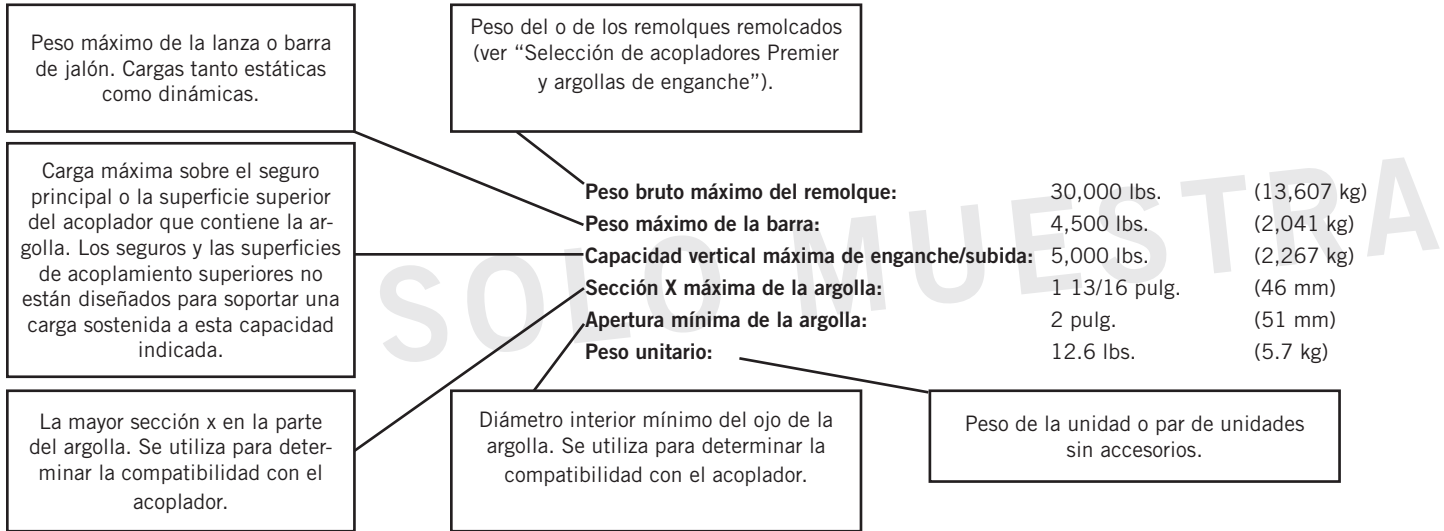 Peso máximo de la lanza o barra
de jalón. Cargas tanto estáticas
como dinámicas.
Peso del o de los remolques remolcados
(ver “Selección de acopladores Premier
y argollas de enganche”).
Carga máxima sobre el seguro
principal o la superficie superior
del acoplador que contiene la ar-
golla. Los seguros y las superficies
de acoplamiento superiores no
están diseñados para soportar una
carga sostenida a esta capacidad
indicada.
Peso bruto máximo del remolque: 30,000 lbs. (13,607 kg)
Peso máximo de la barra: 4,500 lbs. (2,041 kg)
Capacidad vertical máxima de enganche/subida: 5,000 lbs. (2,267 kg)
Sección X máxima de la argolla: 1 13/16 pulg. (46 mm)
Apertura mínima de la argolla: 2 pulg. (51 mm)
Peso unitario: 12.6 lbs. (5.7 kg)
SOLO MUESTRA
La mayor sección x en la parte
del argolla. Se utiliza para deter-
minar la compatibilidad con el
acoplador.
Diámetro interior mínimo del ojo de la
argolla. Se utiliza para determinar la
compatibilidad con el acoplador.
Peso de la unidad o par de unidades
sin accesorios.